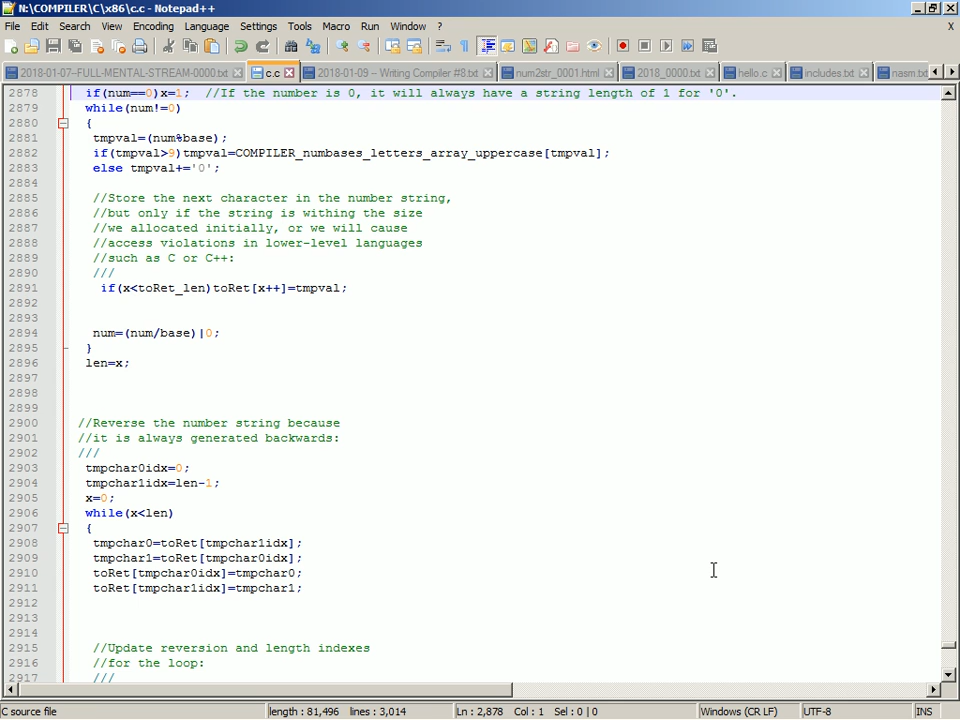 N:\COMPILER\C\x86\c.c - Notepad++
File Edit Search View Encoding Language Settings Tools Macro Run Window ? X
2018-01-07-FULL-MENTAL-STREAM-0000.txt c.c 2018-01-09 – Writing Compiler #8.txt num2str_0001.html 2018_0000.txt hello.c includes.txt nasm.tx
2878 if(num==0)x=1; //If the number is 0, it will always have a string length of 1 for '0'.
2879 while(num!=0)
2880 {
2881 tmpval=(num%base);
2882 if(tmpval>9)tmpval=COMPILER_numbases_letters_array_uppercase[tmpval];
2883 else tmpval+='0';
2884
2885 //Store the next character in the number string,
2886 //but only if the string is withing the size
2887 //we allocated initially, or we will cause
2888 //access violations in lower-level languages
2889 //such as C or C++:
2890 ///
2891 if(x<toRet_len)toRet[x++]=tmpval;
2892
2893
2894 num=(num/base)|0;
2895 }
2896 len=x;
2897
2898
2899
2900 //Reverse the number string because
2901 //it is always generated backwards:
2902 ///
2903 tmpchar0idx=0;
2904 tmpchar1idx=len-1;
2905 x=0;
2906 while(x<len)
2907 {
2908 tmpchar0=toRet[tmpchar1idx];
2909 tmpchar1=toRet[tmpchar0idx];
2910 toRet[tmpchar0idx]=tmpchar0;
2911 toRet[tmpchar1idx]=tmpchar1;
2912
2913
2914
2915 //Update reversion and length indexes
2916 //for the loop:
2917 ///
C source file length : 81,496 lines : 3,014 Ln : 2,878 Col : 1 Sel : 0 | 0 Windows (CR LF) UTF-8 INS